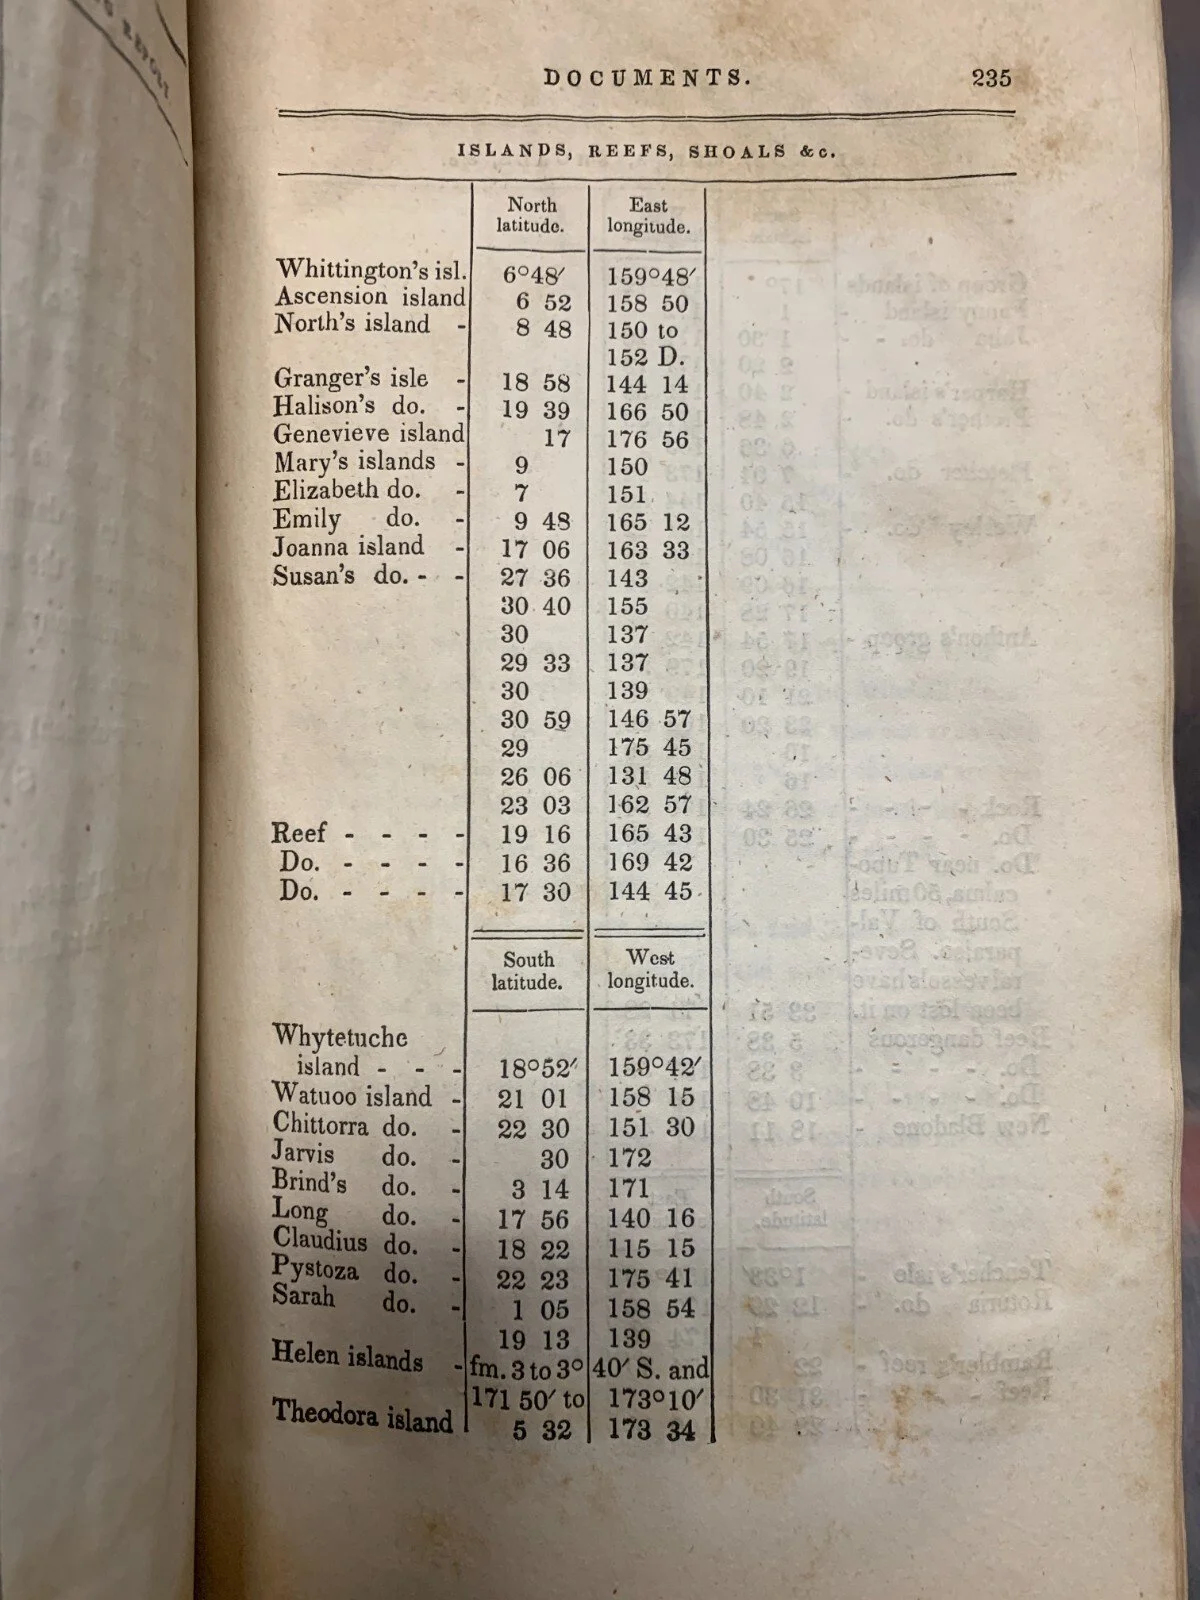 DOCUMENTS. 235
ISLANDS, REEFS, SHOALS &c.
North latitude. East longitude.
Whittington's isl. 6°48′ 159°48′
Ascension island 6 52 158 50
North's island - 8 48 150 to
152 D.
Granger's isle - 18 58 144 14
Halison's do. - 19 39 166 50
Genevieve island 17 176 56
Mary's islands - 9 150
Elizabeth do. - 7 151
Emily do. - 9 48 165 12
Joanna island - 17 06 163 33
Susan's do. - - 27 36 143
30 40 155
30 137
29 33 137
30 139
30 59 146 57
29 175 45
26 06 131 48
23 03 162 57
Reef - - - - 19 16 165 43
Do. - - - - 16 36 169 42
Do. - - - - 17 30 144 45
South latitude. West longitude.
Whytetuche
island - - - 18°52′ 159°42′
Watuoo island - 21 01 158 15
Chittorra do. - 22 30 151 30
Jarvis do. - 30 172
Brind's do. - 3 14 171
Long do. - 17 56 140 16
Claudius do. - 18 22 115 15
Pystoza do. - 22 23 175 41
Sarah do. - 1 05 158 54
19 13 139
Helen islands - fm. 3 to 3° 40′ S. and
171 50′ to 173°10′
Theodora island 5 32 173 34